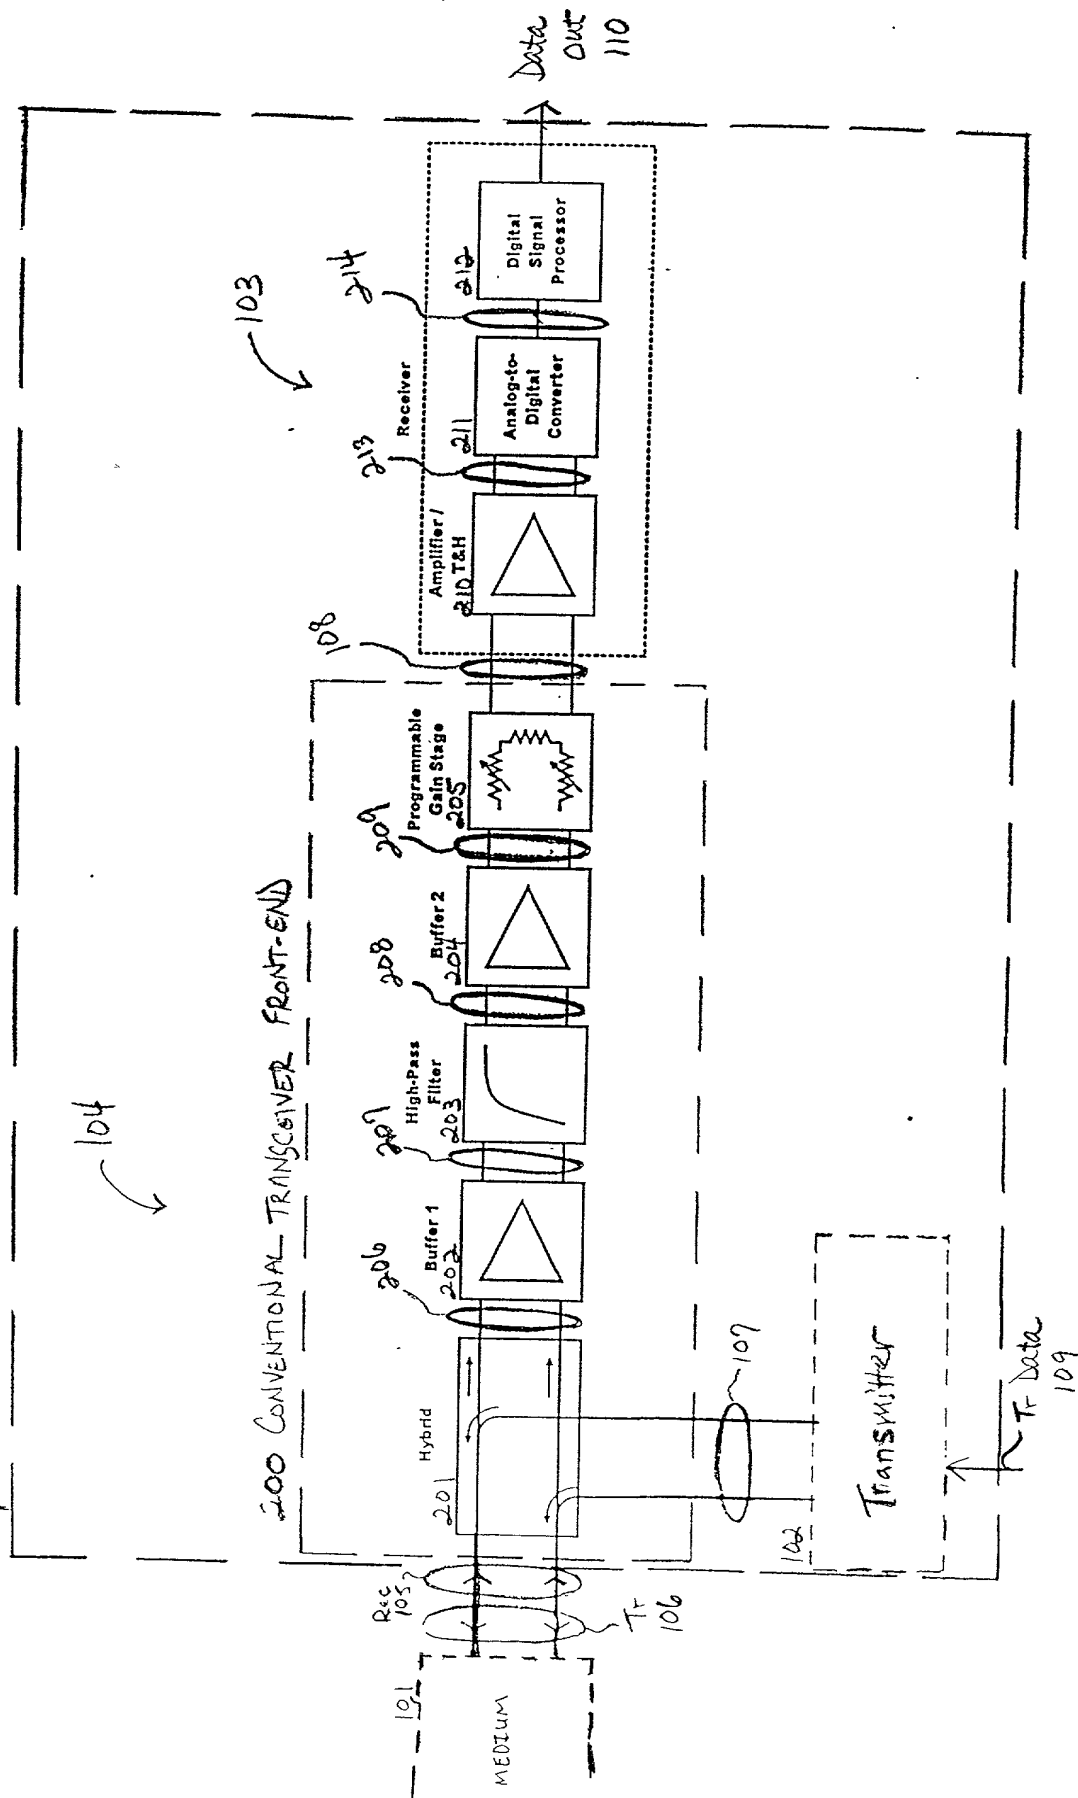 104
103
200 CONVENTIONAL TRANSCEIVER FRONT-END
101
MEDIUM
Rec
105
Tr
106
201
Hybrid
206
Buffer 1
202
207
High-Pass
Filter
203
208
Buffer 2
204
209
Programmable
Gain Stage
205
108
Receiver
Amplifier /
T&H
210
213
211
Analog-to-
Digital
Converter
214
212
Digital
Signal
Processor
Data
Out
110
107
102
Transmitter
Tr Data
109